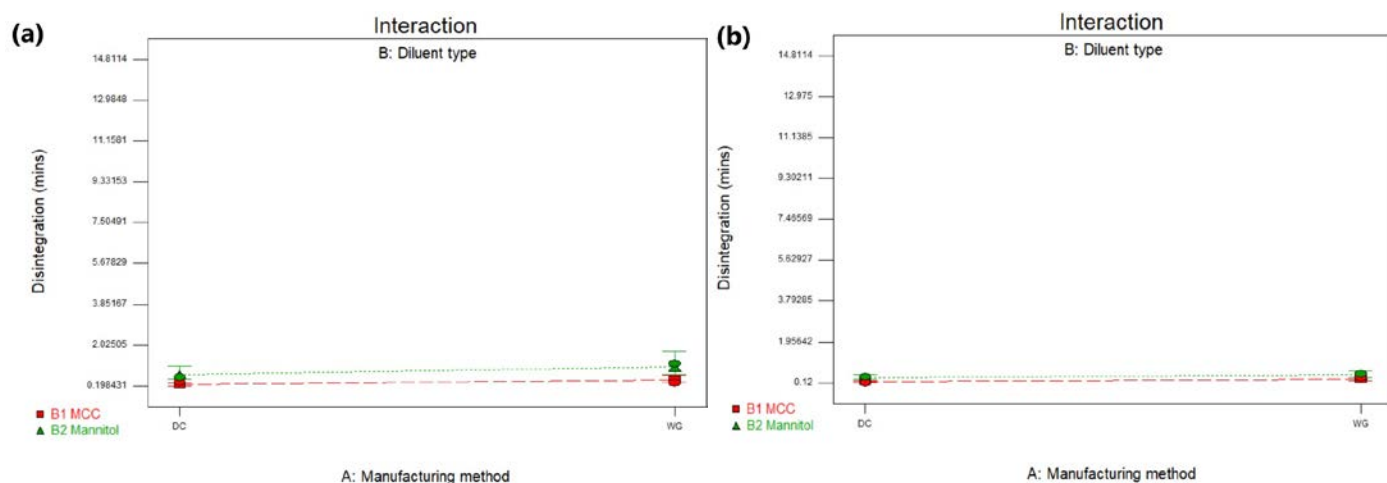 (a)
Interaction
B: Diluent type
Disintegration (mins)
14.8114
12.9848
11.1581
9.33153
7.50491
5.67829
3.85167
2.02505
0.198431
B1 MCC
B2 Mannitol
DC
WG
A: Manufacturing method
(b)
Interaction
B: Diluent type
Disintegration (mins)
14.8114
12.975
11.1385
9.30211
7.46569
5.62927
3.79285
1.95642
0.12
B1 MCC
B2 Mannitol
DC
WG
A: Manufacturing method